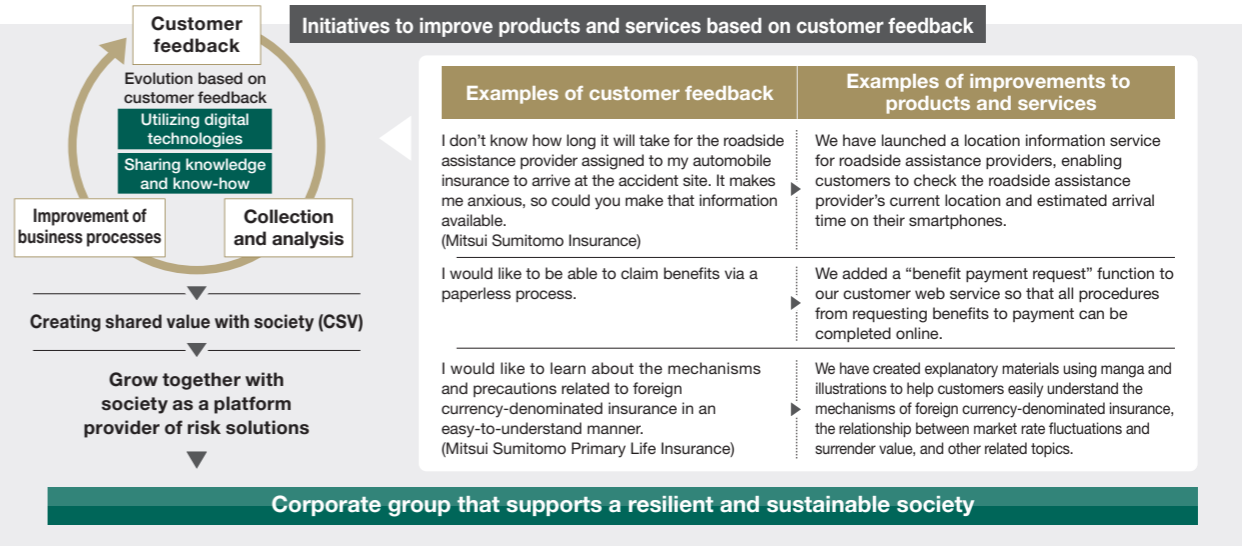 Initiatives to improve products and services based on customer feedback
Customer
feedback
Evolution based on
customer feedback
Utilizing digital
technologies
Sharing knowledge
and know-how
Improvement of
business processes
Collection
and analysis
Creating shared value with society (CSV)
Grow together with
society as a platform
provider of risk solutions
Examples of customer feedback
Examples of improvements to
products and services
I don’t know how long it will take for the roadside
assistance provider assigned to my automobile
insurance to arrive at the accident site. It makes
me anxious, so could you make that information
available.
(Mitsui Sumitomo Insurance)
We have launched a location information service
for roadside assistance providers, enabling
customers to check the roadside assistance
provider’s current location and estimated arrival
time on their smartphones.
I would like to be able to claim benefits via a
paperless process.
We added a “benefit payment request” function to
our customer web service so that all procedures
from requesting benefits to payment can be
completed online.
I would like to learn about the mechanisms
and precautions related to foreign
currency-denominated insurance in an
easy-to-understand manner.
(Mitsui Sumitomo Primary Life Insurance)
We have created explanatory materials using manga and
illustrations to help customers easily understand the
mechanisms of foreign currency-denominated insurance,
the relationship between market rate fluctuations and
surrender value, and other related topics.
Corporate group that supports a resilient and sustainable society